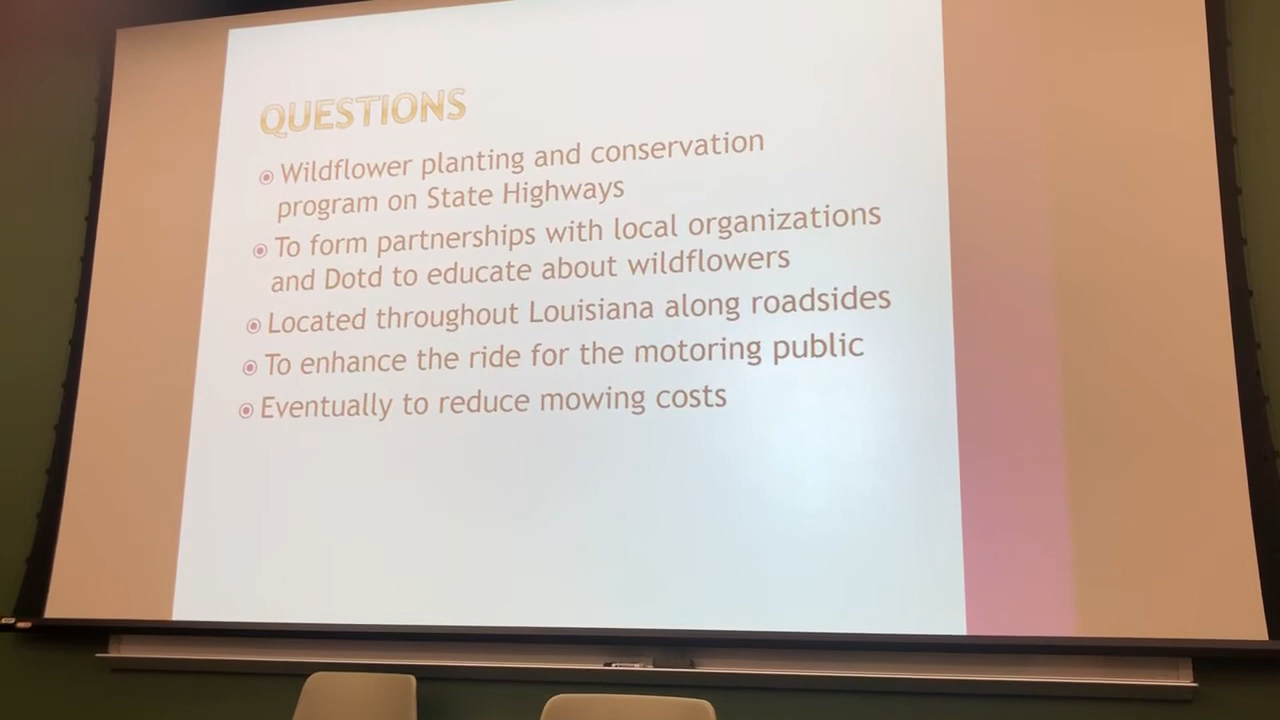 QUESTIONS
Wildflower planting and conservation
program on State Highways
To form partnerships with local organizations
and Dotd to educate about wildflowers
Located throughout Louisiana along roadsides
To enhance the ride for the motoring public
Eventually to reduce mowing costs